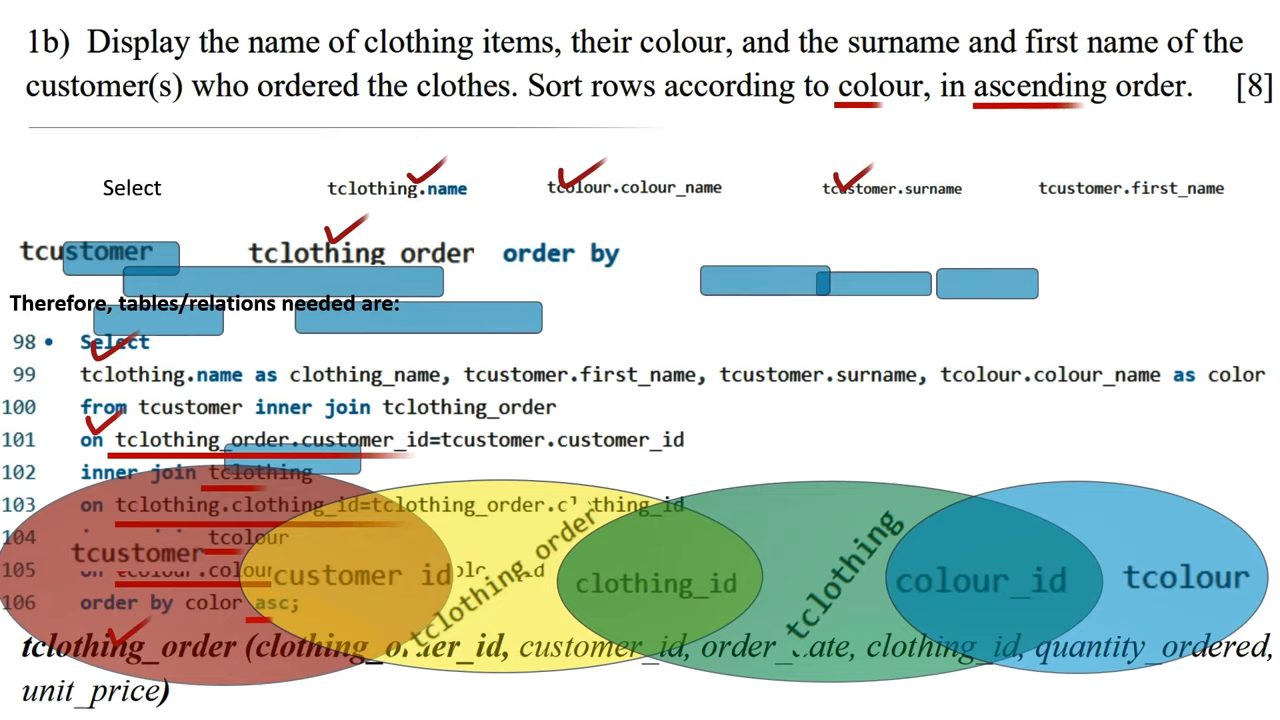 1b) Display the name of clothing items, their colour, and the surname and first name of the
customer(s) who ordered the clothes. Sort rows according to colour, in ascending order. [8]
Select tclothing.name tcolour.colour_name tcustomer.surname tcustomer.first_name
tcustomer tclothing order order by
Therefore, tables/relations needed are:
98 • Select
99 tclothing.name as clothing_name, tcustomer.first_name, tcustomer.surname, tcolour.colour_name as color
100 from tcustomer inner join tclothing_order
101 on tclothing_order.customer_id=tcustomer.customer_id
102 inner join tclothing
103 on tclothing.clothing_id=tclothing_order.clothing_id
104 tcolour
105 on
106 order by color asc;
tcustomer customer id tclothing_order clothing_id tclothing colour_id tcolour
tclothing_order (clothing_order_id, customer_id, order_date, clothing_id, quantity_ordered,
unit_price)